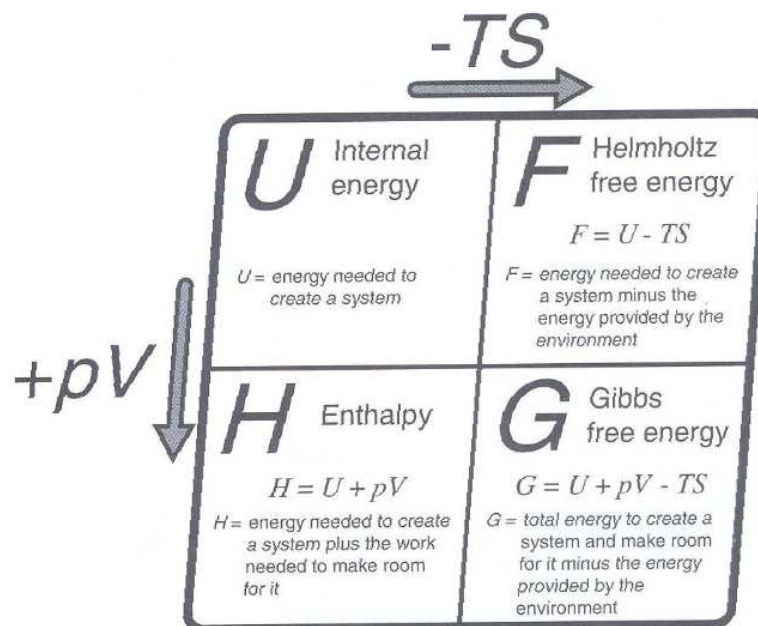 -TS
+pV
U Internal
energy
U = energy needed to
create a system
F Helmholtz
free energy
F = U - TS
F = energy needed to create
a system minus the
energy provided by the
environment
H Enthalpy
H = U + pV
H = energy needed to create
a system plus the work
needed to make room
for it
G Gibbs
free energy
G = U + pV - TS
G = total energy to create a
system and make room
for it minus the energy
provided by the
environment